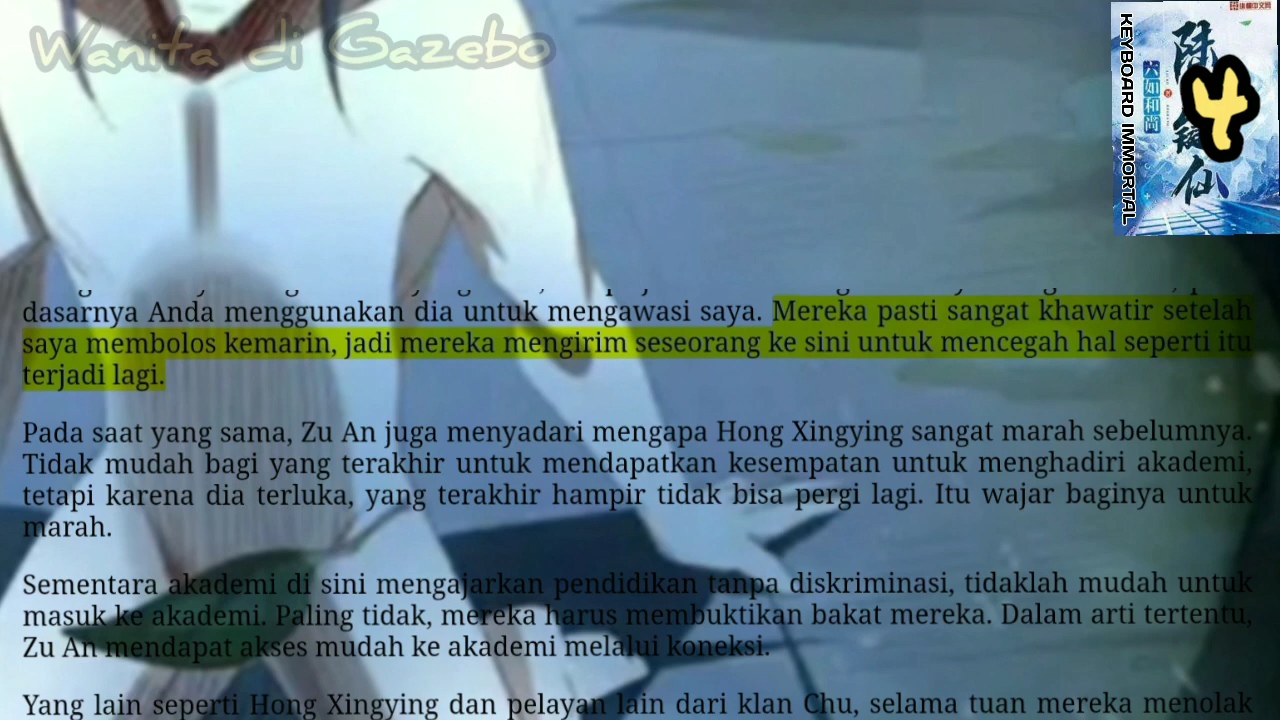 Wanita di Gazebo
KEYBOARD IMMORTAL
六如和尚
仙
4
dasarnya Anda menggunakan dia untuk mengawasi saya. Mereka pasti sangat khawatir setelah
saya membolos kemarin, jadi mereka mengirim seseorang ke sini untuk mencegah hal seperti itu
terjadi lagi.
Pada saat yang sama, Zu An juga menyadari mengapa Hong Xingying sangat marah sebelumnya.
Tidak mudah bagi yang terakhir untuk mendapatkan kesempatan untuk menghadiri akademi,
tetapi karena dia terluka, yang terakhir hampir tidak bisa pergi lagi. Itu wajar baginya untuk
marah.
Sementara akademi di sini mengajarkan pendidikan tanpa diskriminasi, tidaklah mudah untuk
masuk ke akademi. Paling tidak, mereka harus membuktikan bakat mereka. Dalam arti tertentu,
Zu An mendapat akses mudah ke akademi melalui koneksi.
Yang lain seperti Hong Xingying dan pelayan lain dari klan Chu, selama tuan mereka menolak